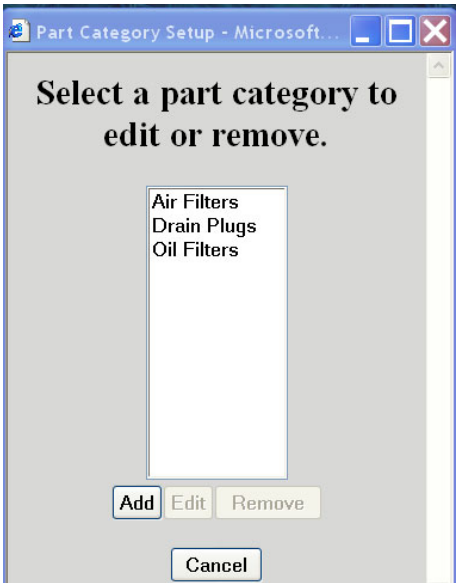 Part Category Setup - Microsoft...
Select a part category to
edit or remove.
Air Filters
Drain Plugs
Oil Filters
Add Edit Remove
Cancel